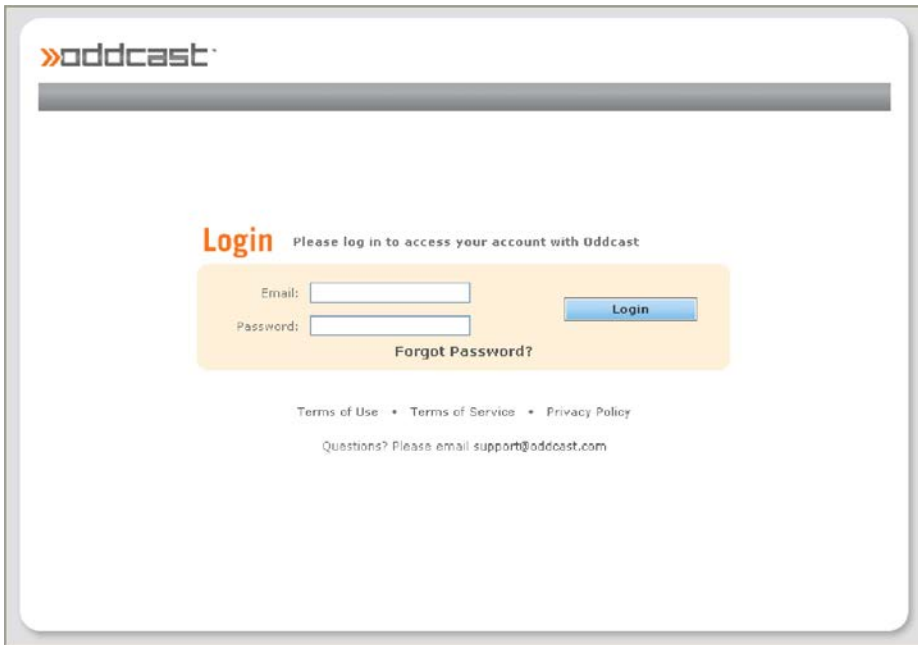 »oddcast™
Login Please log in to access your account with Oddcast
Email:
Login
Password:
Forgot Password?
Terms of Use • Terms of Service • Privacy Policy
Questions? Please email support@oddcast.com